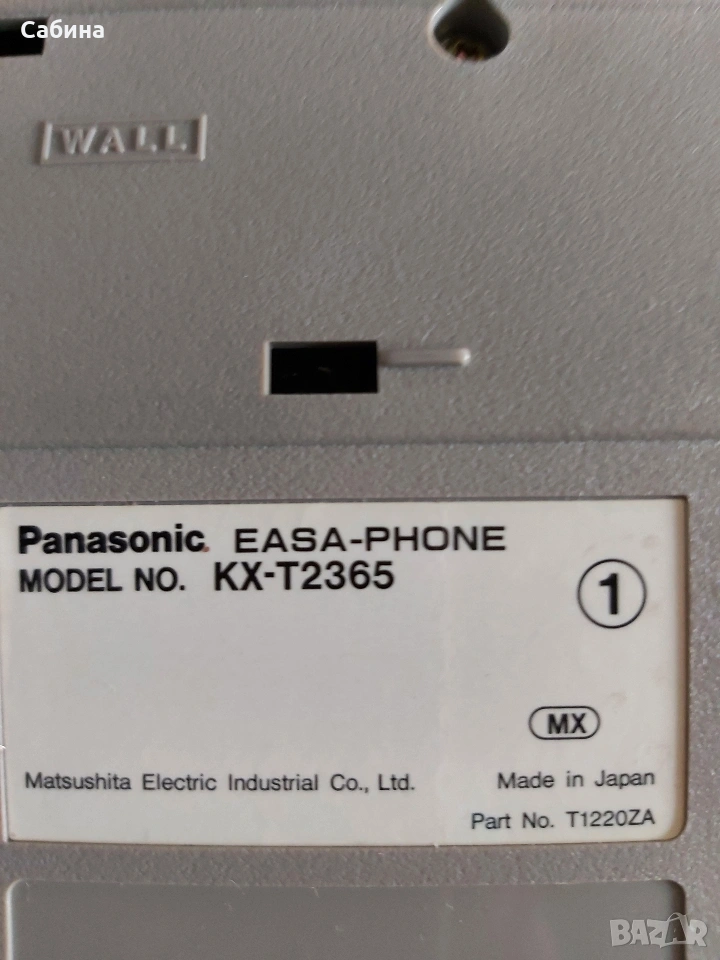 Сабина
WALL
Panasonic EASA-PHONE
MODEL NO. KX-T2365
1
MX
Matsushita Electric Industrial Co., Ltd. Made in Japan
Part No. T1220ZA
BAZAR